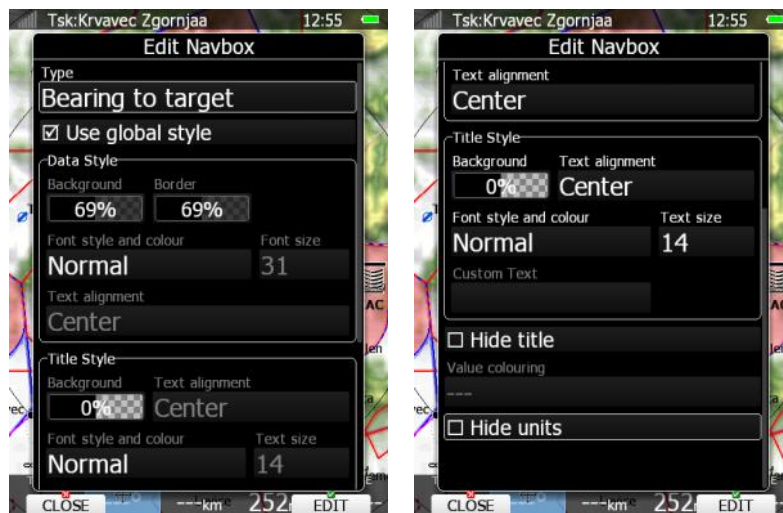 Tsk:Krvavec Zgornjaa 12:55
Edit Navbox
Type
Bearing to target
Use global style
Data Style
Background Border
69% 69%
Font style and colour Font size
Normal 31
Text alignment
Center
Title Style
Background Text alignment
0% Center
Font style and colour Text size
Normal 14
CLOSE ---km 252 EDIT
Tsk:Krvavec Zgornjaa 12:55
Edit Navbox
Text alignment
Center
Title Style
Background Text alignment
0% Center
Font style and colour Text size
Normal 14
Custom Text
AC
Hide title
Value colouring
---
Hide units
CLOSE ---km 252 EDIT